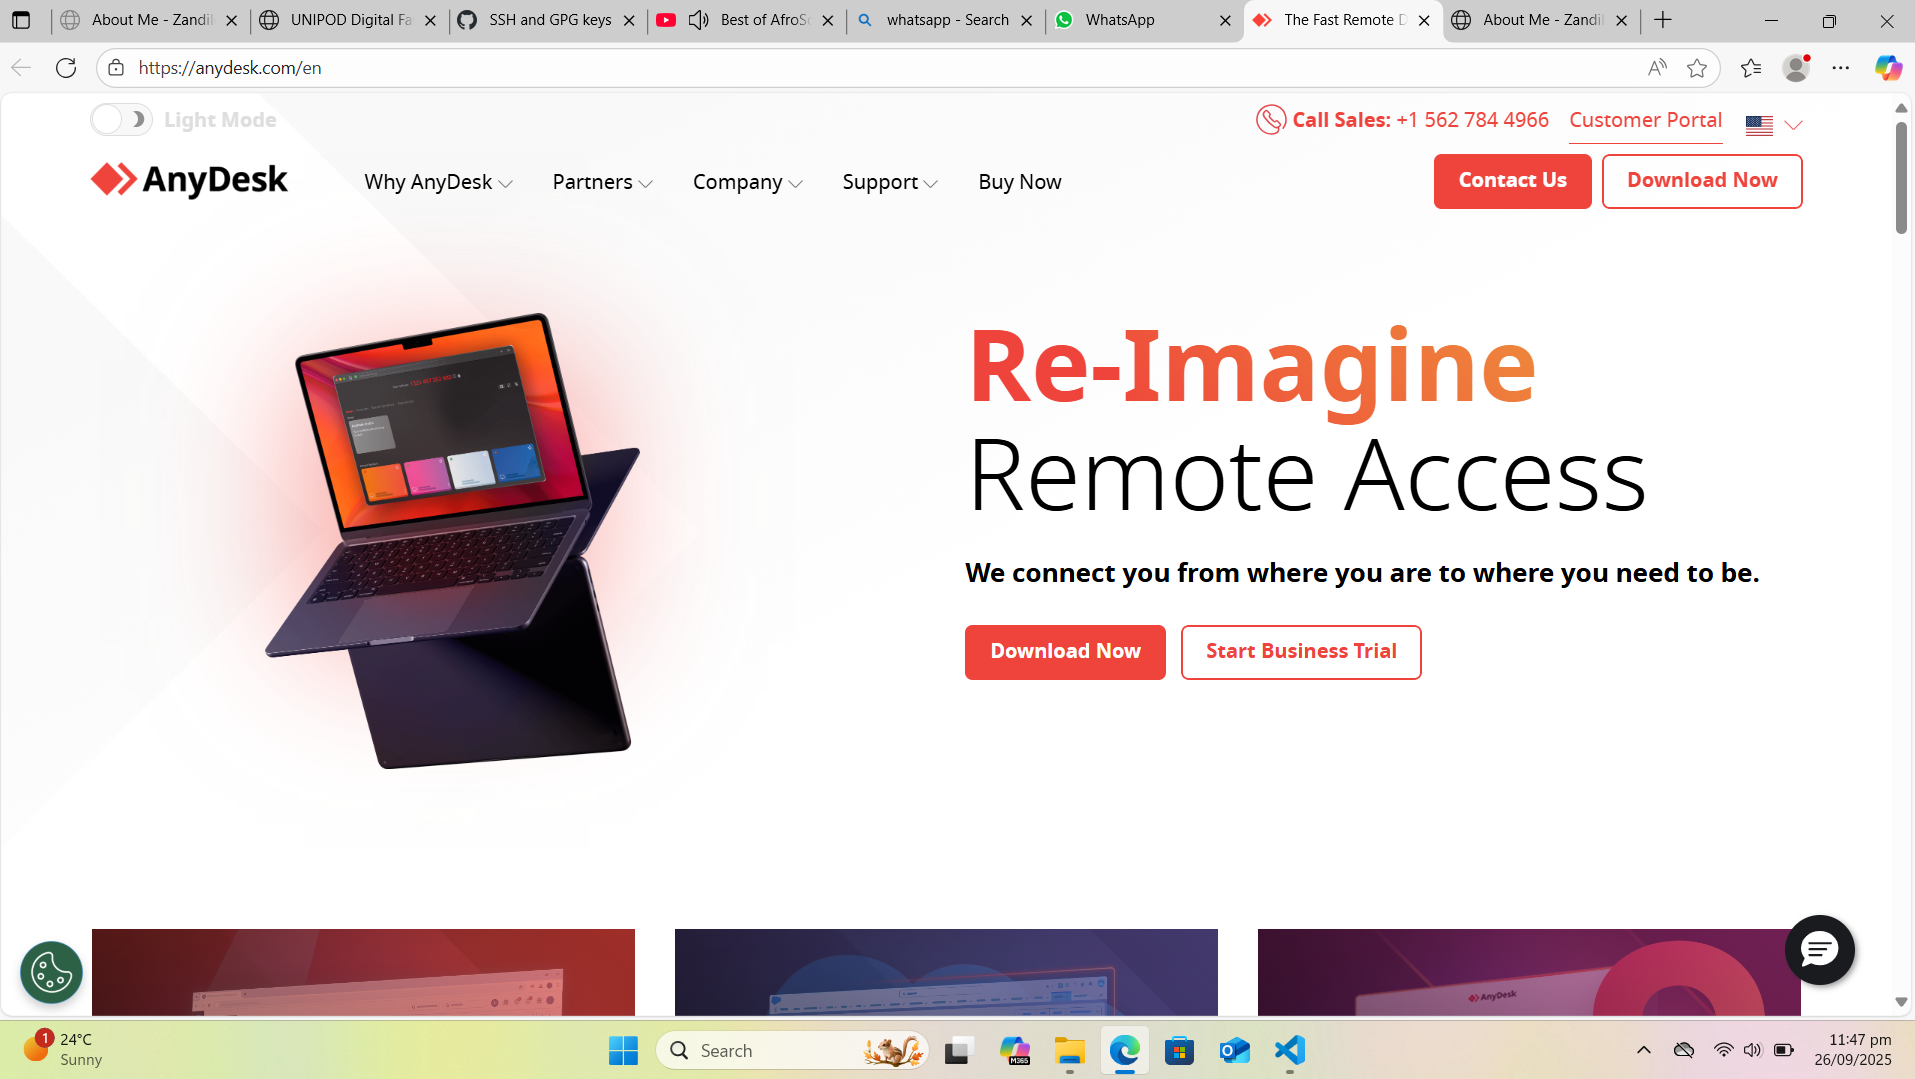 About Me - Zandil
UNIPOD Digital Fa
SSH and GPG keys
Best of AfroSo
whatsapp - Search
WhatsApp
The Fast Remote D
About Me - Zandil
https://anydesk.com/en
Light Mode
Call Sales: +1 562 784 4966
Customer Portal
AnyDesk
Why AnyDesk
Partners
Company
Support
Buy Now
Contact Us
Download Now
Re-Imagine
Remote Access
We connect you from where you are to where you need to be.
Download Now
Start Business Trial
AnyDesk
1
24°C
Sunny
Search
M365
11:47 pm
26/09/2025